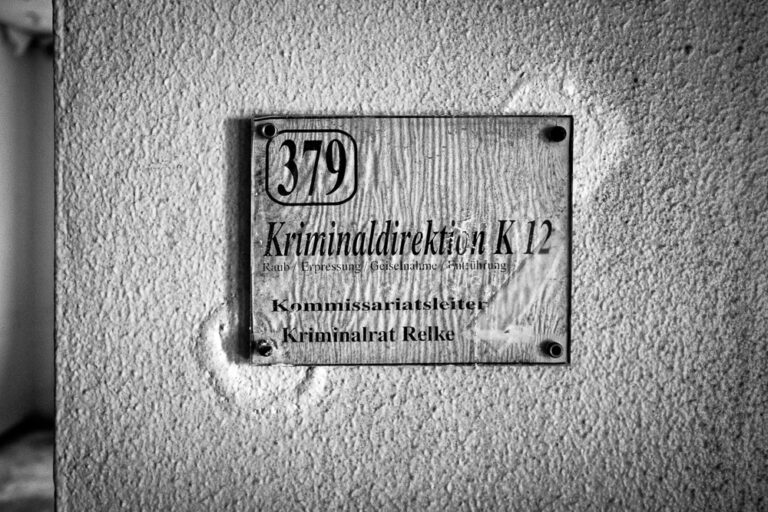 379
Kriminaldirektion K 12
Raub / Erpressung / Geiselnahme / Entführung
Kommissariatsleiter
Kriminalrat Relke